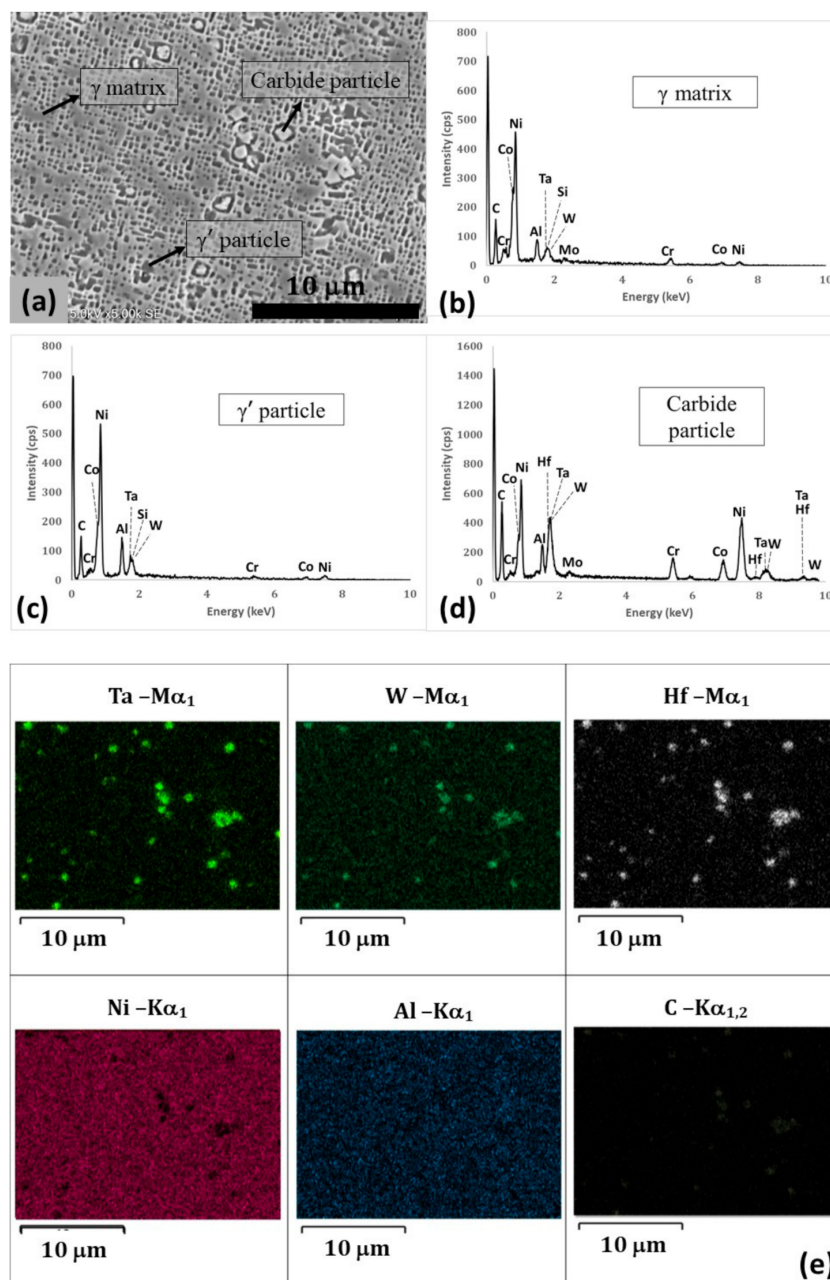 γ matrix
Carbide particle
γ′ particle
10 μm
(a)
5.0kV x5.00k SE
800
700
600
500
400
300
200
100
0
Intensity (cps)
γ matrix
Ni
Co
Ta
Si
C
Cr
Al
W
Mo
Cr
Co
Ni
0
2
4
6
8
10
Energy (keV)
(b)
800
700
600
500
400
300
200
100
0
Intensity (cps)
γ′ particle
Ni
Co
Ta
Si
C
Al
W
Cr
Cr
Co
Ni
0
2
4
6
8
10
Energy (keV)
(c)
1600
1400
1200
1000
800
600
400
200
0
Intensity (cps)
Carbide
particle
Hf
Ni
Ta
Co
W
C
Al
Cr
Mo
Cr
Co
Ni
Hf
Ta
W
Ta
Hf
W
0
2
4
6
8
10
Energy (keV)
(d)
Ta –Mα1
W –Mα1
Hf –Mα1
10 μm
10 μm
10 μm
Ni –Kα1
Al –Kα1
C –Kα1,2
10 μm
10 μm
10 μm
(e)